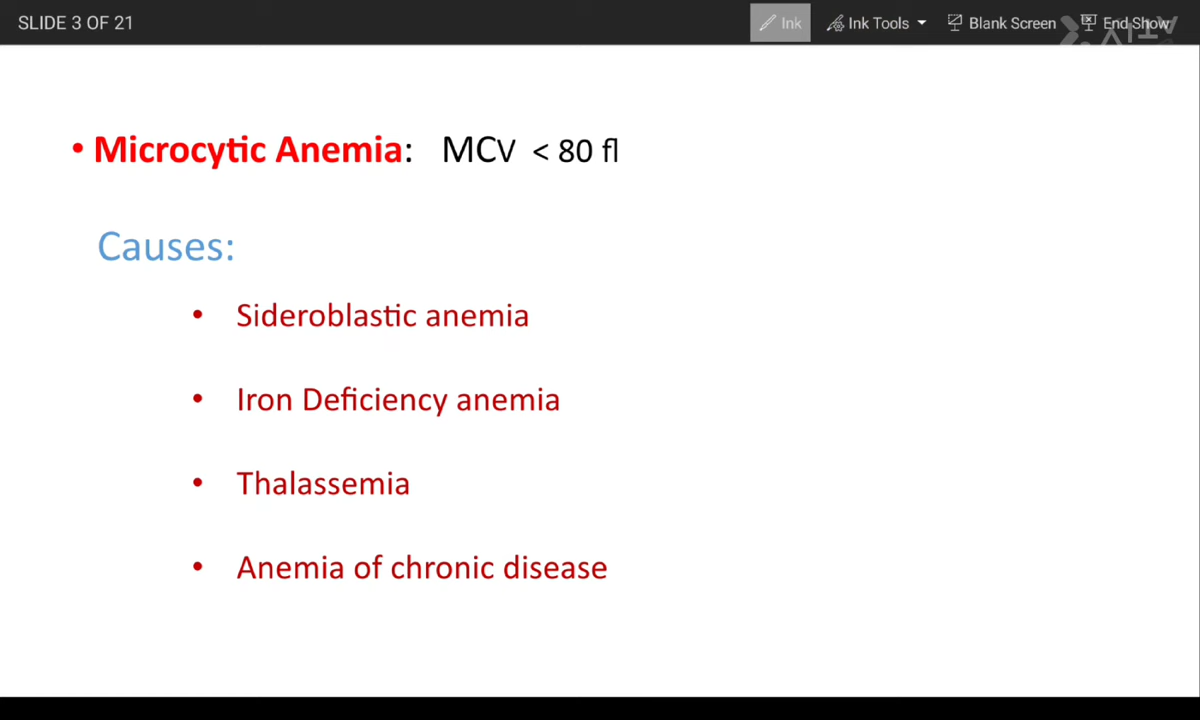 SLIDE 3 OF 21
Ink
Ink Tools
Blank Screen
End Show
• Microcytic Anemia: MCV < 80 fl
Causes:
• Sideroblastic anemia
• Iron Deficiency anemia
• Thalassemia
• Anemia of chronic disease